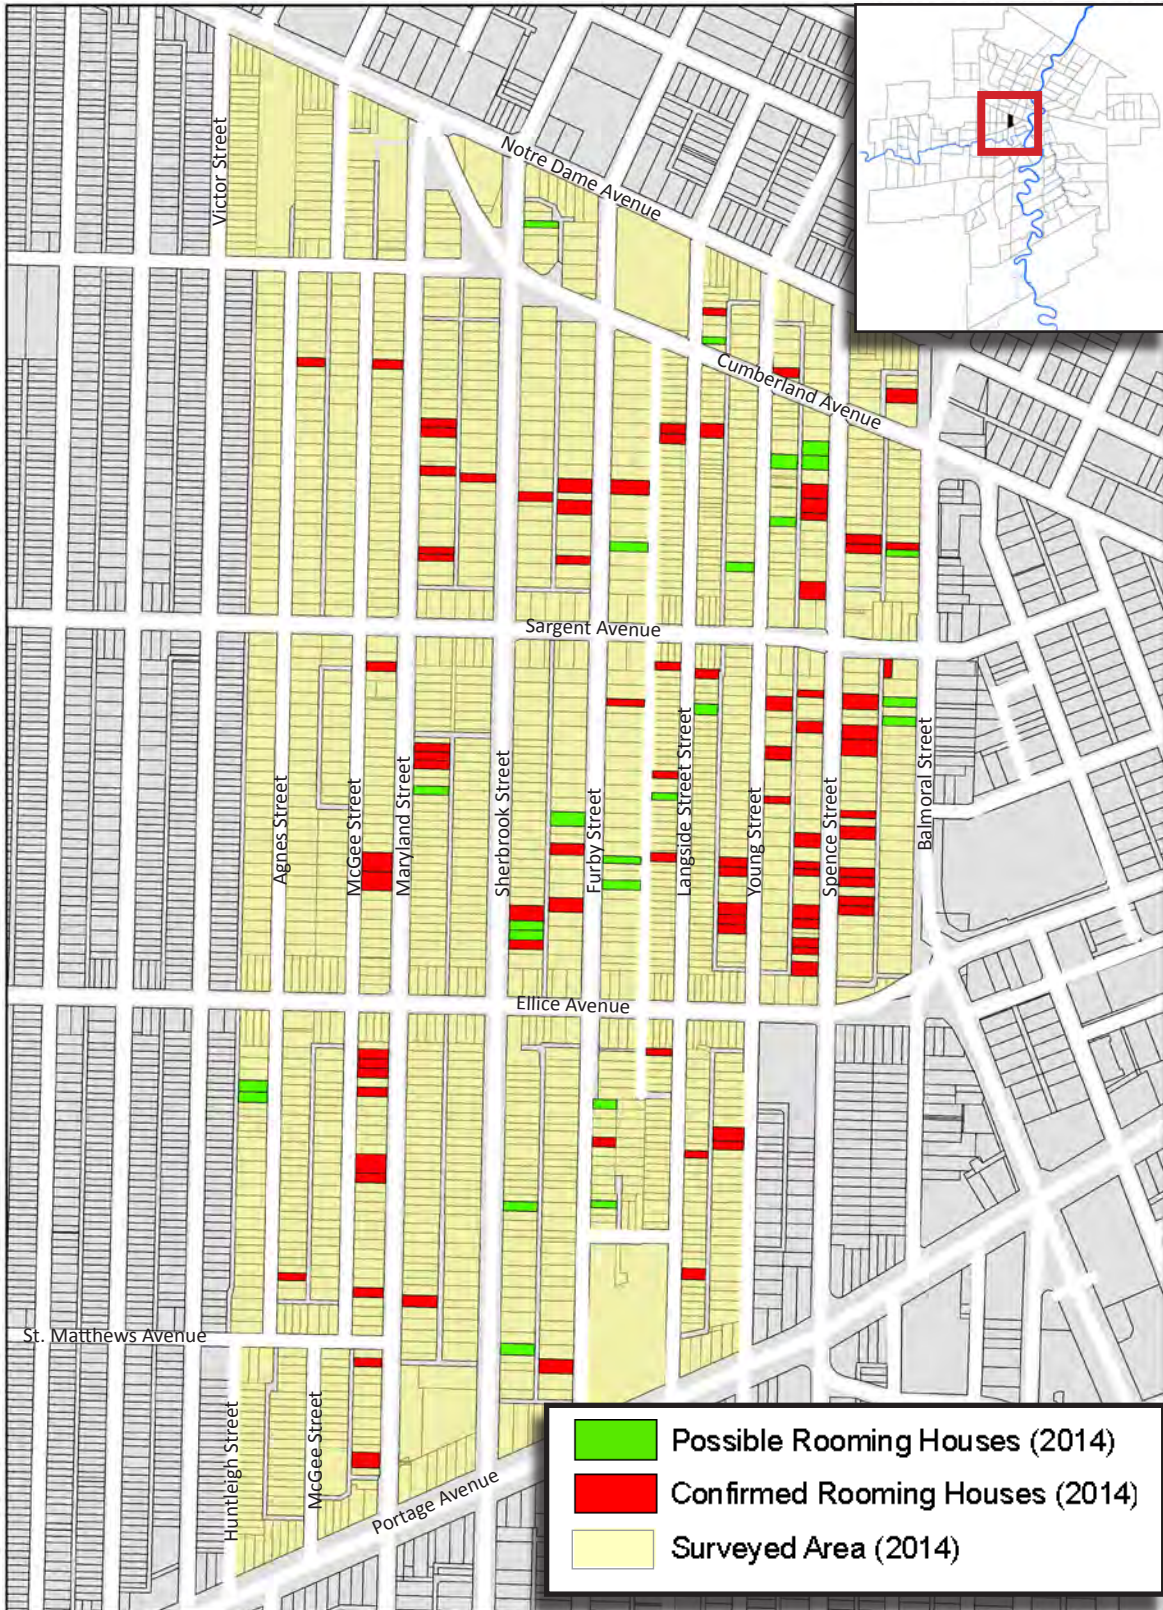 Victor Street
Notre Dame Avenue
Cumberland Avenue
Sargent Avenue
Agnes Street
McGee Street
Maryland Street
Sherbrook Street
Furby Street
Langside Street Street
Young Street
Spence Street
Balmoral Street
Ellice Avenue
St. Matthews Avenue
Huntleigh Street
McGee Street
Portage Avenue
Possible Rooming Houses (2014)
Confirmed Rooming Houses (2014)
Surveyed Area (2014)